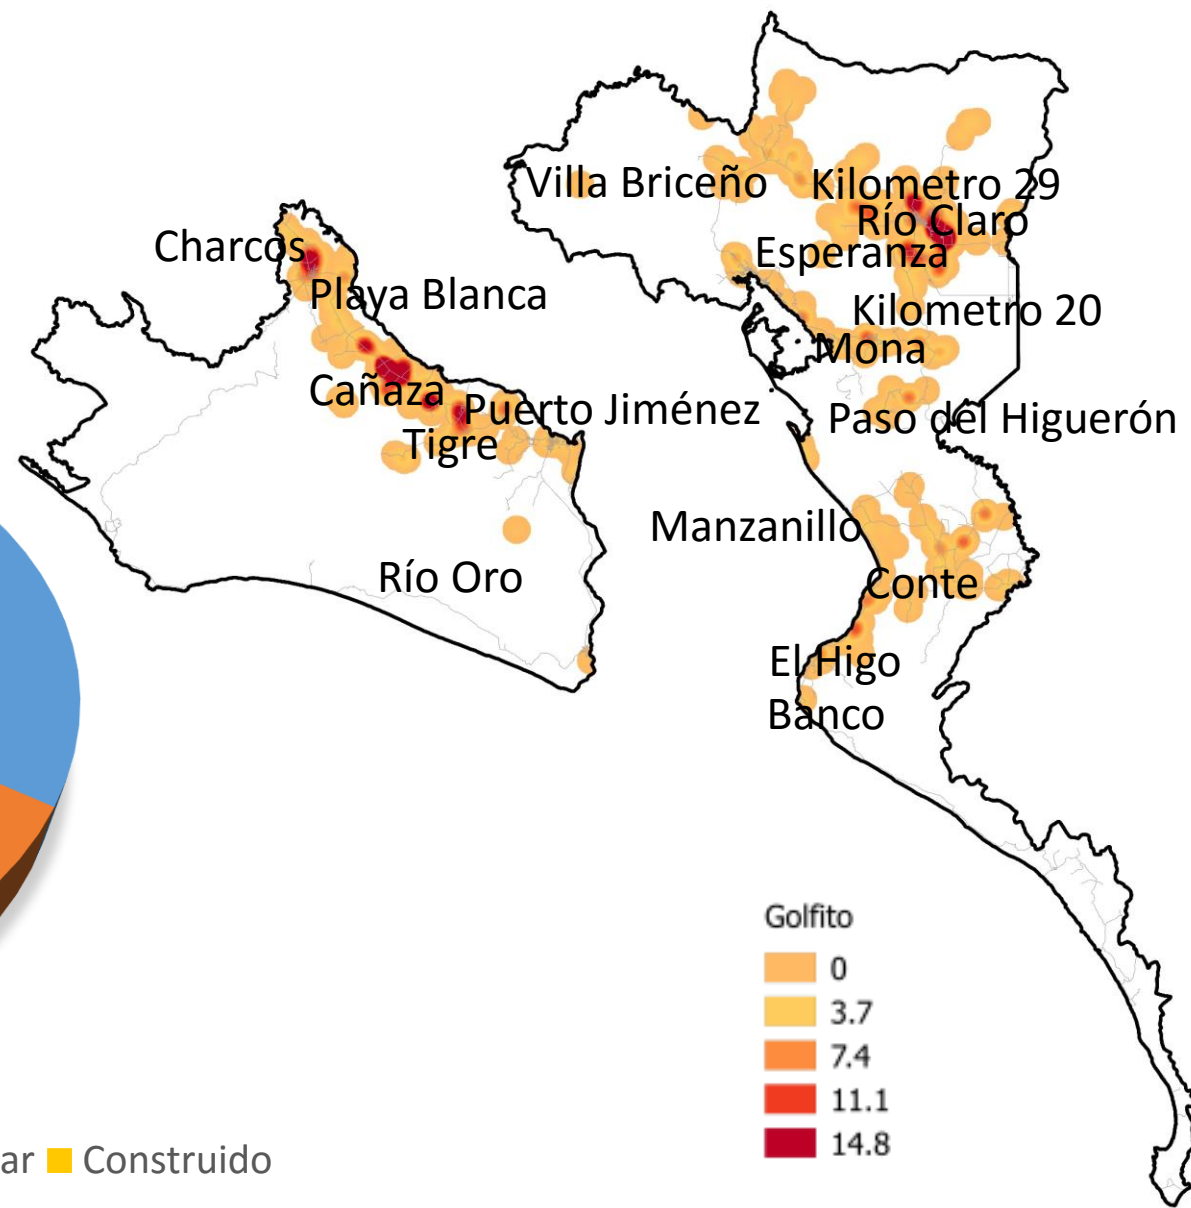 Villa Briceño
Kilometro 29
Río Claro
Charcos
Esperanza
Playa Blanca
Kilometro 20
Mona
Cañaza
Puerto Jiménez
Paso del Higuerón
Tigre
Manzanillo
Río Oro
Conte
El Higo
Banco
Golfito
0
3.7
7.4
11.1
14.8
ar Construido